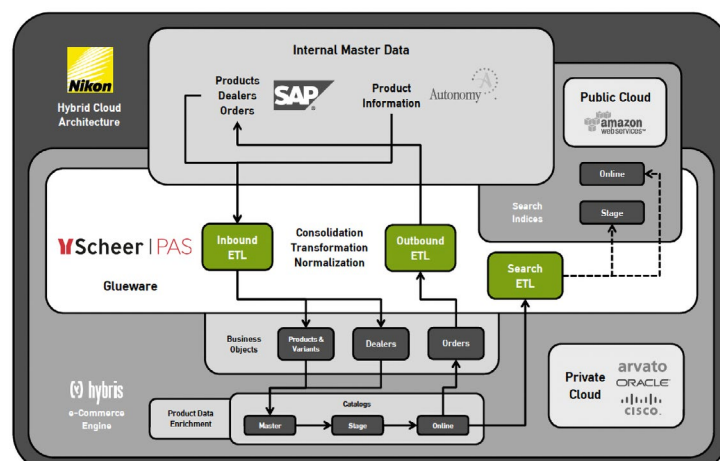 Nikon
Hybrid Cloud
Architecture
Internal Master Data
Products
Dealers
Orders
SAP
Product
Information
Autonomy
Public Cloud
amazon
webservices™
Online
Stage
Search
Indices
Scheer | PAS
Glueware
Inbound
ETL
Consolidation
Transformation
Normalization
Outbound
ETL
Search
ETL
Business
Objects
Products &
Variants
Dealers
Orders
(y) hybris
e-Commerce
Engine
Product Data
Enrichment
Catalogs
Master
Stage
Online
Private
Cloud
arvato
ORACLE
CISCO.